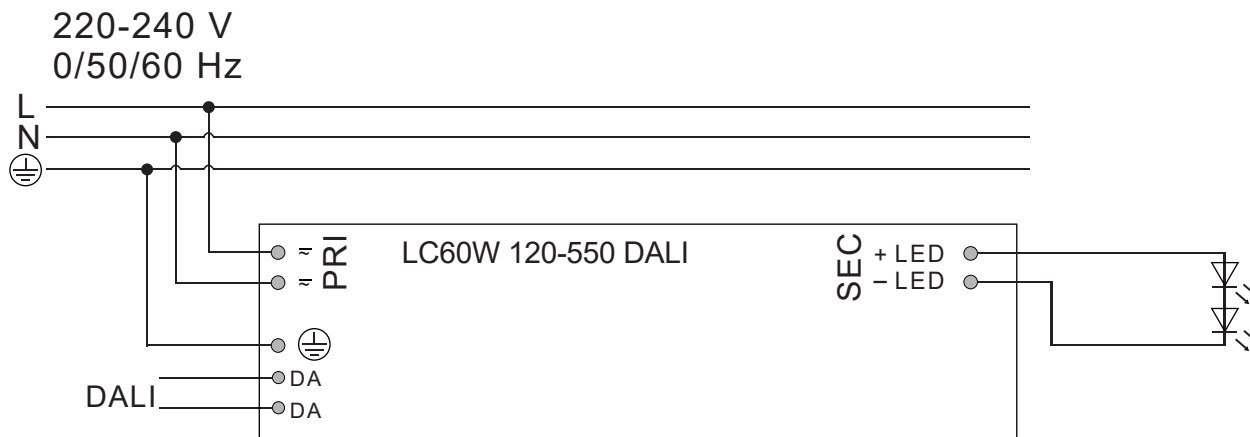 220-240 V
0/50/60 Hz
L
N
PRI
LC60W 120-550 DALI
SEC
+ LED
– LED
DALI
DA
DA